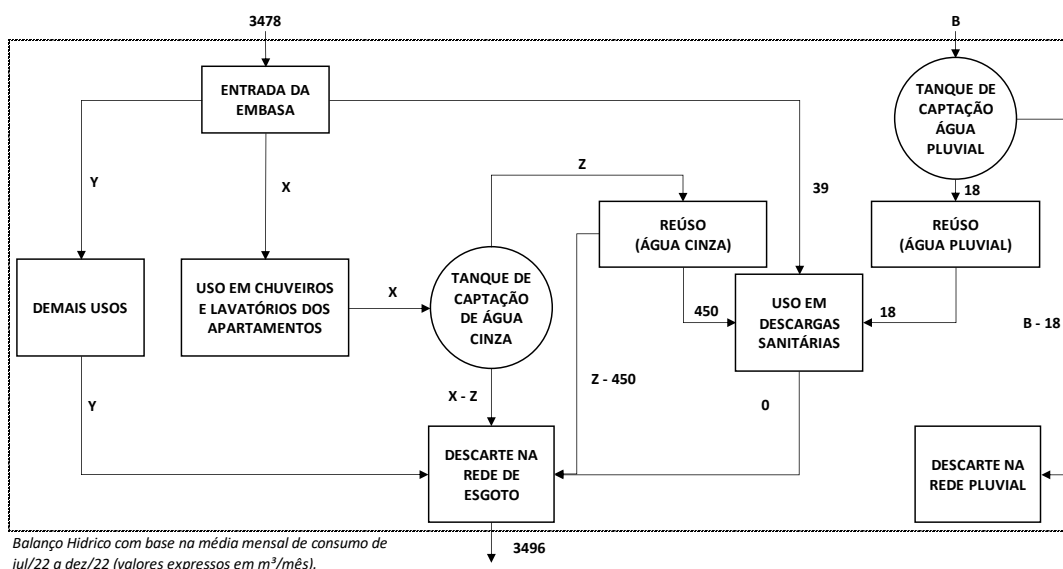 3478
B
ENTRADA DA
EMBASA
TANQUE DE
CAPTAÇÃO
ÁGUA
PLUVIAL
Y
X
Z
39
18
REÚSO
(ÁGUA CINZA)
REÚSO
(ÁGUA PLUVIAL)
DEMAIS USOS
USO EM CHUVEIROS
E LAVATÓRIOS DOS
APARTAMENTOS
X
TANQUE DE
CAPTAÇÃO
DE ÁGUA
CINZA
450
USO EM
DESCARGAS
SANITÁRIAS
18
B - 18
Y
X - Z
Z - 450
0
DESCARTE NA
REDE DE
ESGOTO
DESCARTE NA
REDE PLUVIAL
3496
Balanço Hidrico com base na média mensal de consumo de
jul/22 a dez/22 (valores expressos em m³/mês).